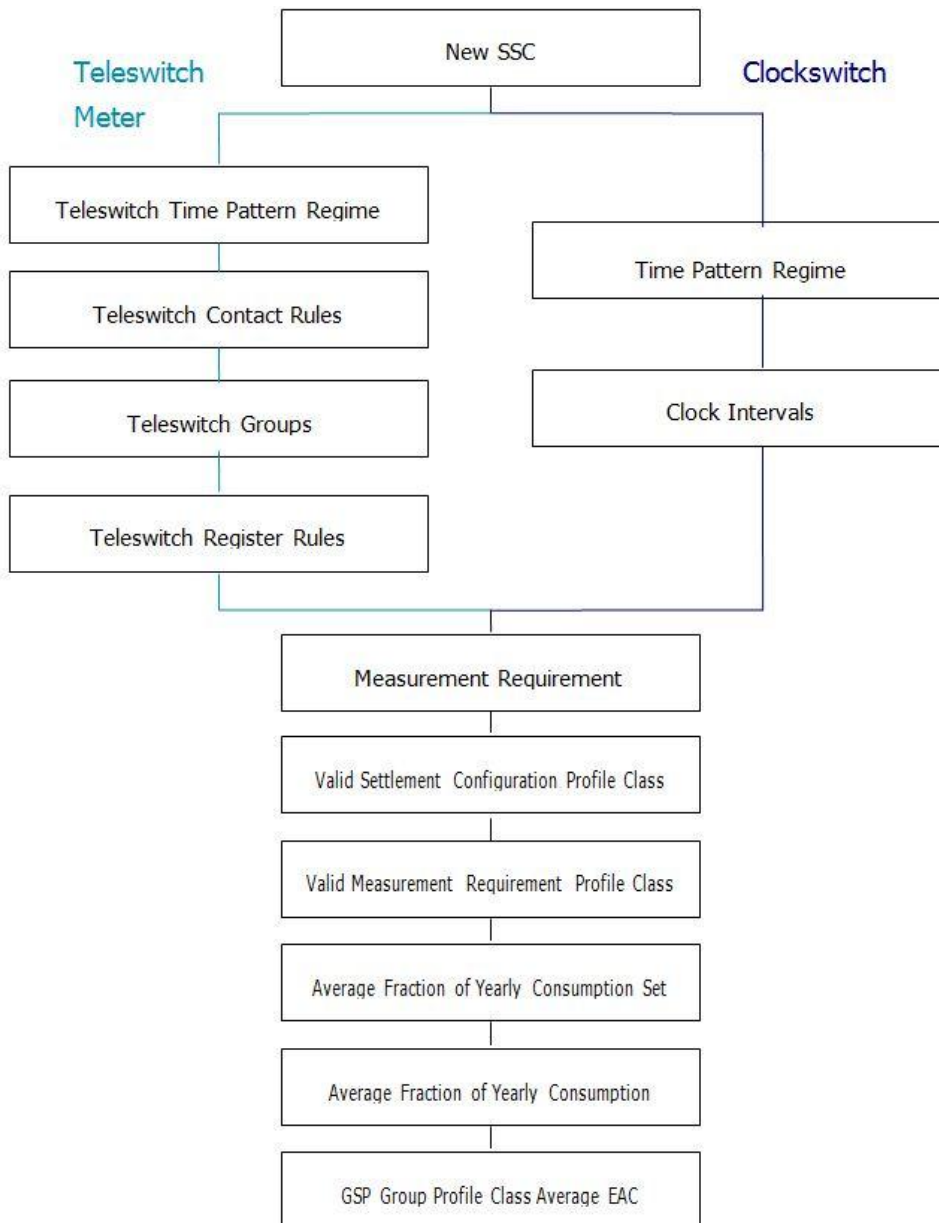 New SSC
Teleswitch
Meter
Clockswitch
Teleswitch Time Pattern Regime
Teleswitch Contact Rules
Teleswitch Groups
Teleswitch Register Rules
Time Pattern Regime
Clock Intervals
Measurement Requirement
Valid Settlement Configuration Profile Class
Valid Measurement Requirement Profile Class
Average Fraction of Yearly Consumption Set
Average Fraction of Yearly Consumption
GSP Group Profile Class Average EAC